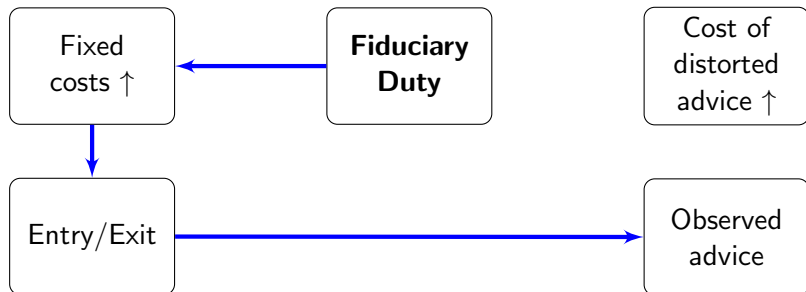 Fixed
costs ↑
Fiduciary
Duty
Cost of
distorted
advice ↑
Entry/Exit
Observed
advice